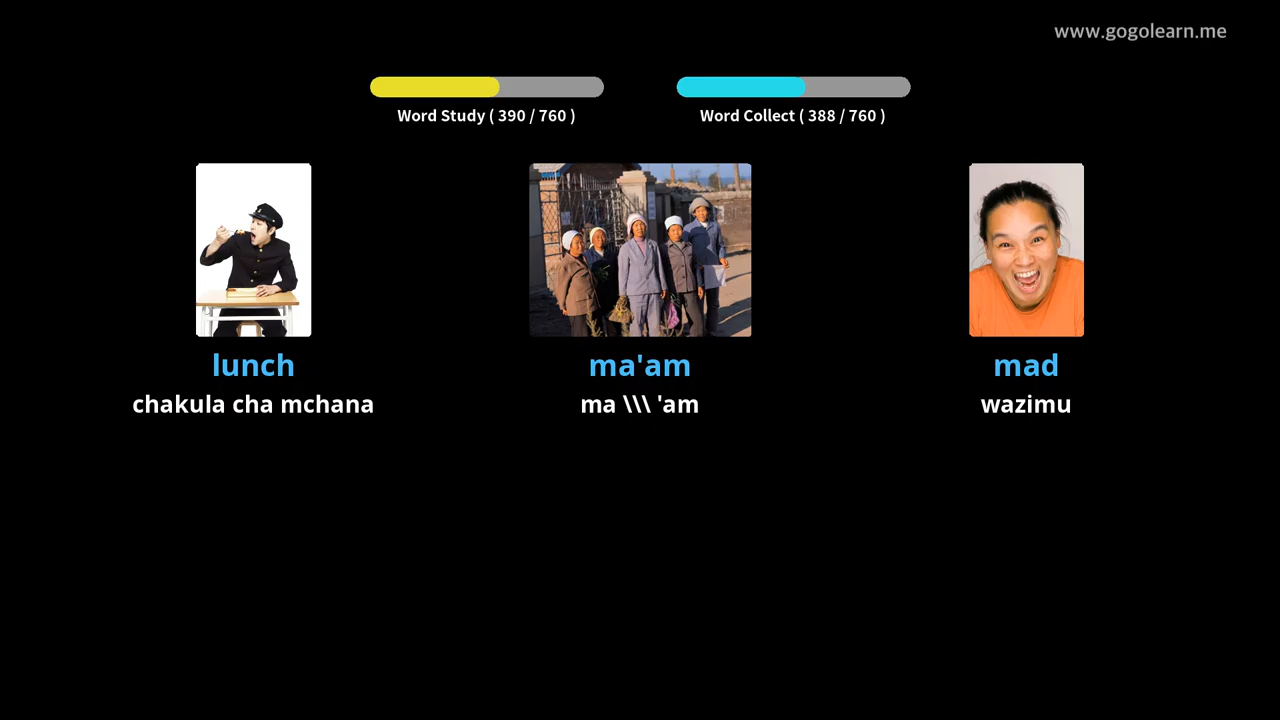 www.gogolearn.me
Word Study ( 390 / 760 )
Word Collect ( 388 / 760 )
lunch
ma'am
mad
chakula cha mchana
ma \\\ 'am
wazimu